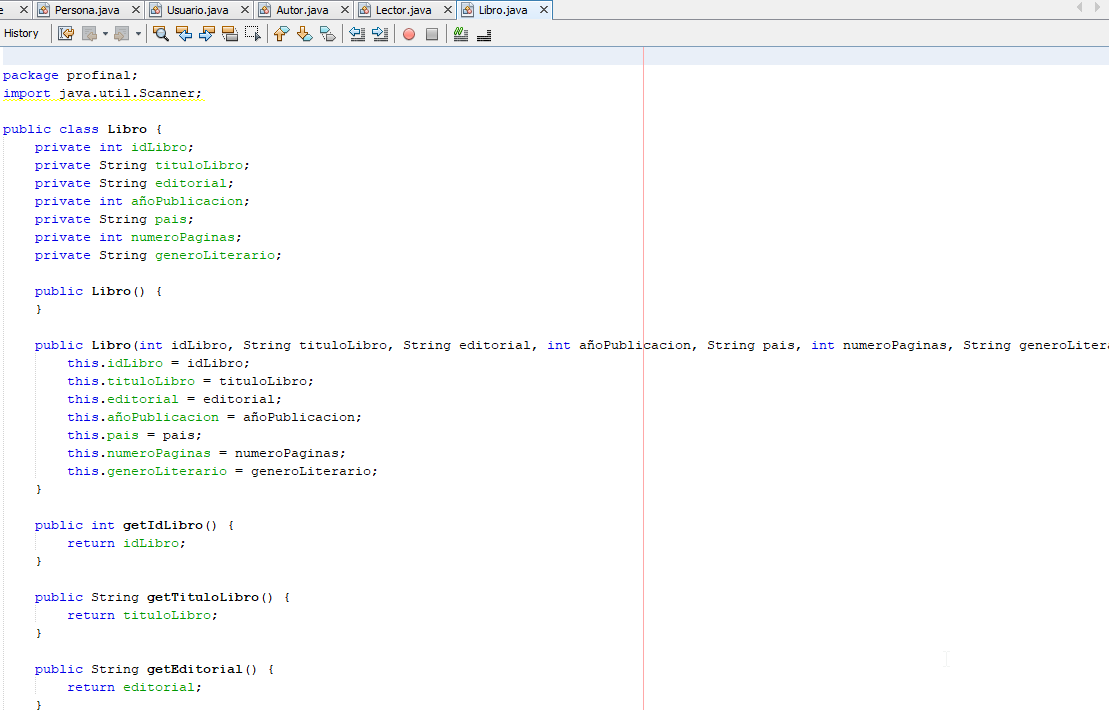 e Persona.java Usuario.java Autor.java Lector.java Libro.java
History
package profinal;
import java.util.Scanner;
public class Libro {
private int idLibro;
private String tituloLibro;
private String editorial;
private int añoPublicacion;
private String pais;
private int numeroPaginas;
private String generoLiterario;
public Libro() {
}
public Libro(int idLibro, String tituloLibro, String editorial, int añoPublicacion, String pais, int numeroPaginas, String generoLitera
this.idLibro = idLibro;
this.tituloLibro = tituloLibro;
this.editorial = editorial;
this.añoPublicacion = añoPublicacion;
this.pais = pais;
this.numeroPaginas = numeroPaginas;
this.generoLiterario = generoLiterario;
}
public int getIdLibro() {
return idLibro;
}
public String getTituloLibro() {
return tituloLibro;
}
public String getEditorial() {
return editorial;
}